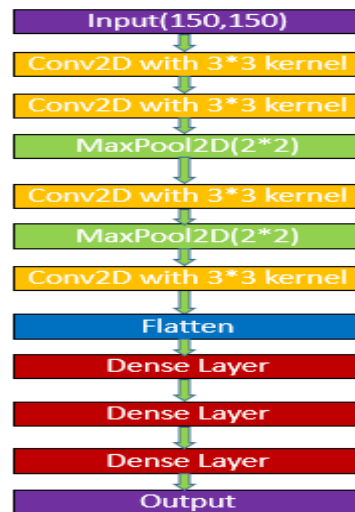 Input(150,150)
Conv2D with 3*3 kernel
Conv2D with 3*3 kernel
MaxPool2D(2*2)
Conv2D with 3*3 kernel
MaxPool2D(2*2)
Conv2D with 3*3 kernel
Flatten
Dense Layer
Dense Layer
Dense Layer
Output